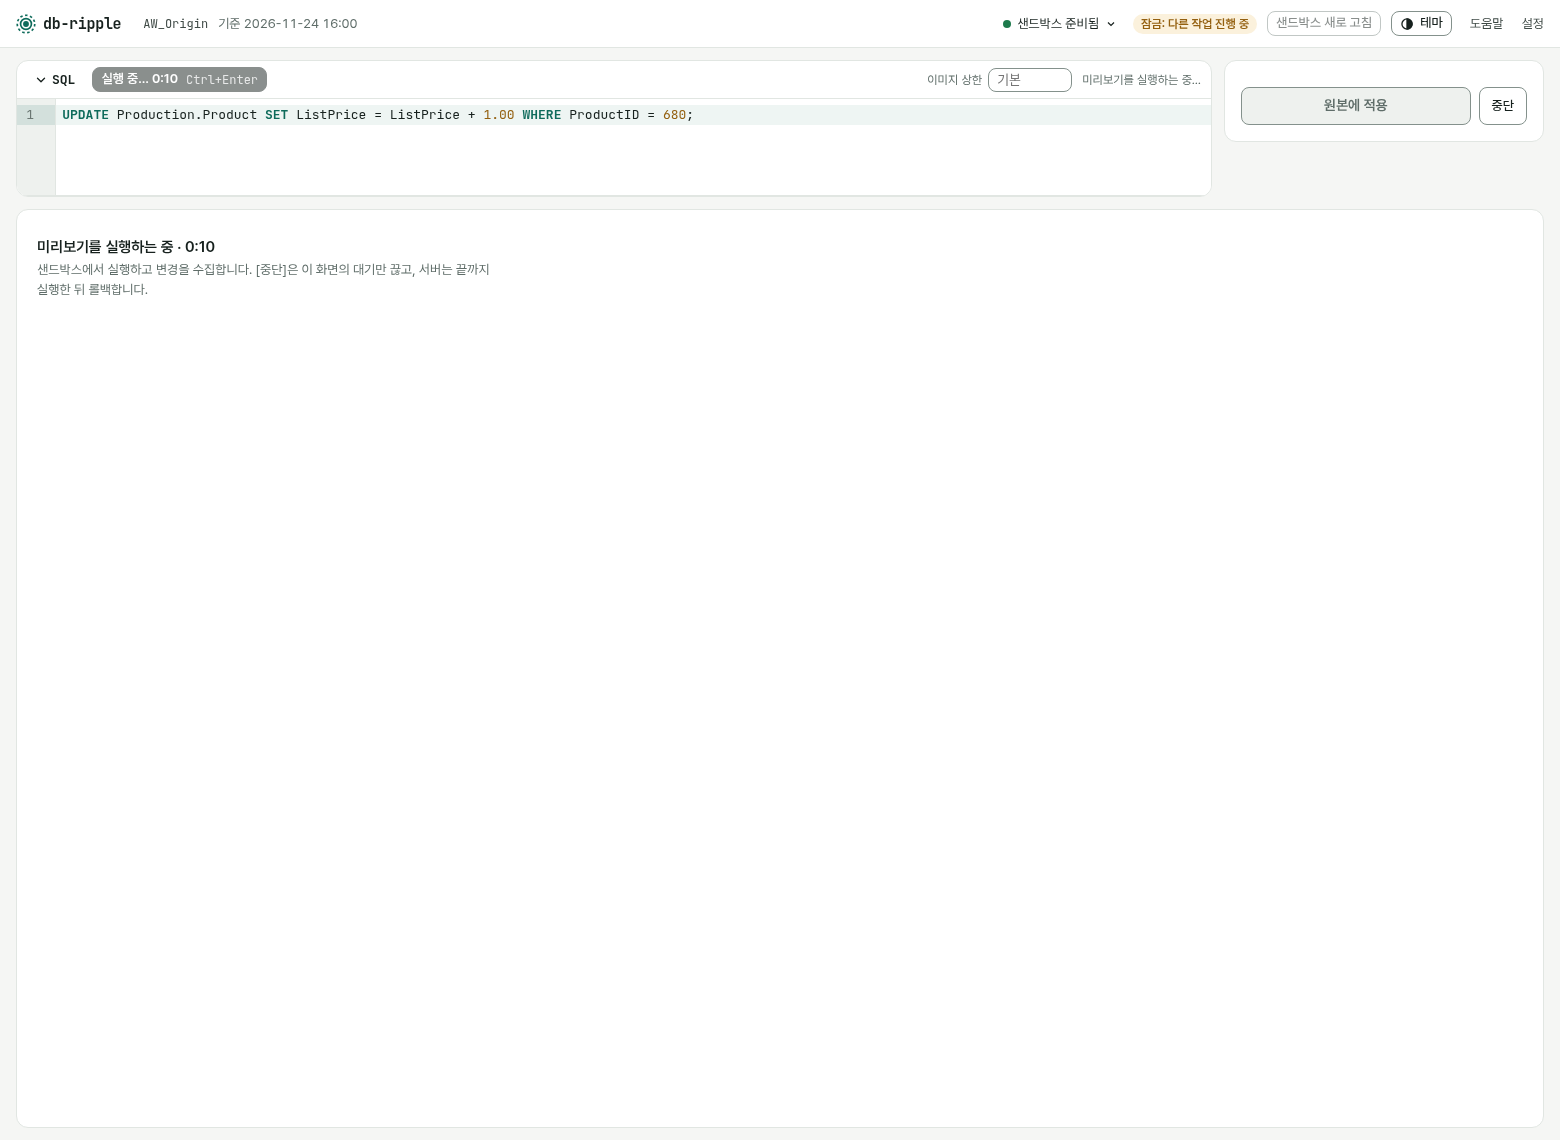 db-ripple AW_Origin 기준 2026-11-24 16:00 샌드박스 준비됨 잠금: 다른 작업 진행 중 샌드박스 새로 고침 테마 도움말 설정
SQL 실행 중... 0:10 Ctrl+Enter 이미지 상한 기본 미리보기를 실행하는 중...
원본에 적용 중단
1 UPDATE Production.Product SET ListPrice = ListPrice + 1.00 WHERE ProductID = 680;
미리보기를 실행하는 중 · 0:10
샌드박스에서 실행하고 변경을 수집합니다. [중단]은 이 화면의 대기만 끊고, 서버는 끝까지
실행한 뒤 롤백합니다.